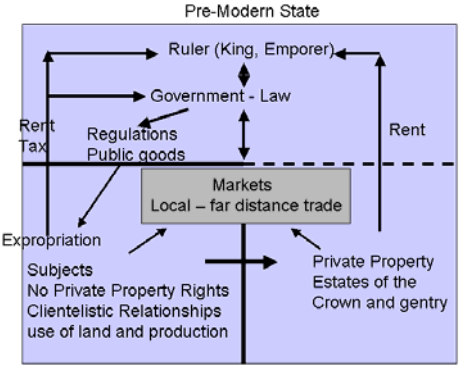 Pre-Modern State
Ruler (King, Emporer)
Government - Law
Rent
Tax
Regulations
Public goods
Rent
Markets
Local – far distance trade
Expropriation
Subjects
No Private Property Rights
Clientelistic Relationships
use of land and production
Private Property
Estates of the
Crown and gentry